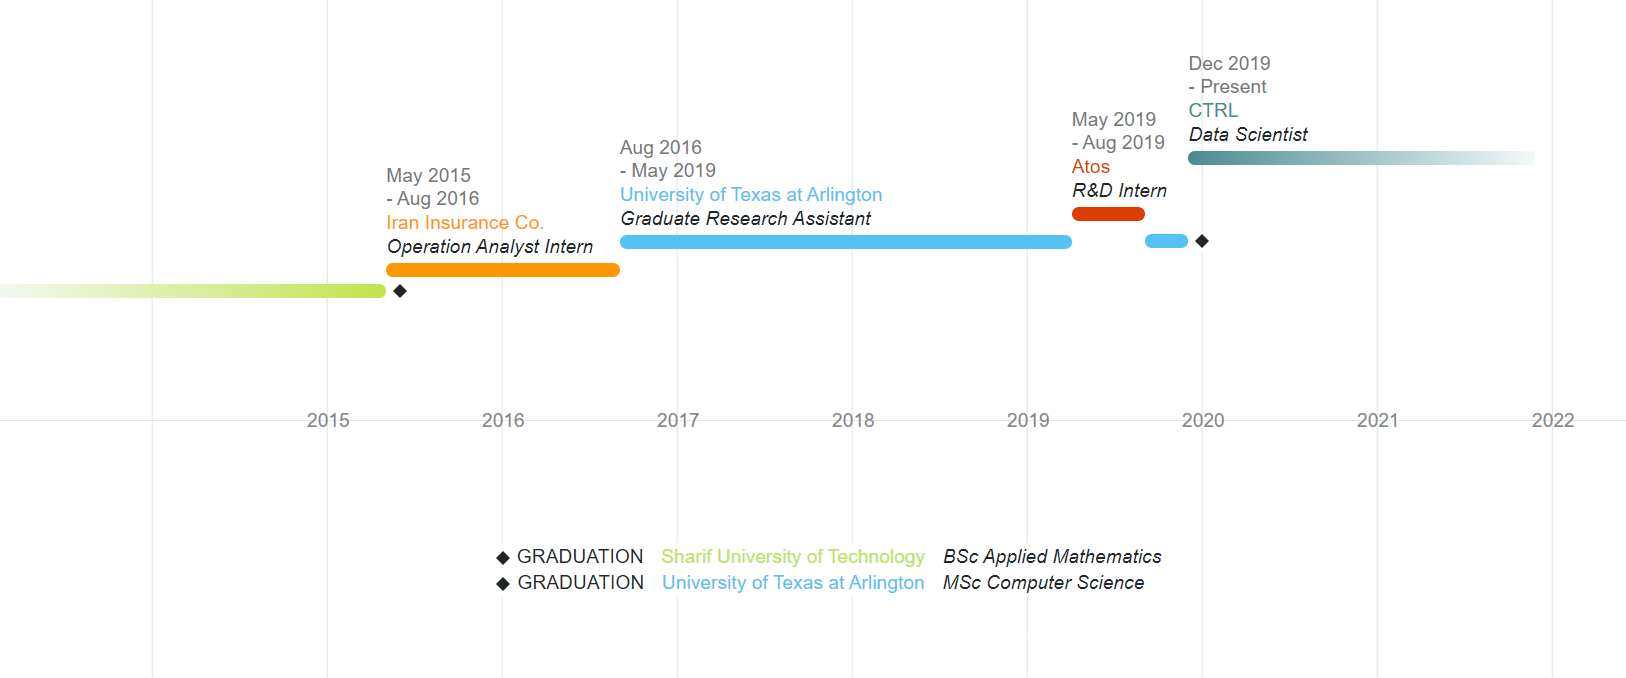 Dec 2019
- Present
CTRL
Data Scientist
May 2019
- Aug 2019
Atos
R&D Intern
Aug 2016
- May 2019
University of Texas at Arlington
Graduate Research Assistant
May 2015
- Aug 2016
Iran Insurance Co.
Operation Analyst Intern
2015 2016 2017 2018 2019 2020 2021 2022
GRADUATION Sharif University of Technology BSc Applied Mathematics
GRADUATION University of Texas at Arlington MSc Computer Science